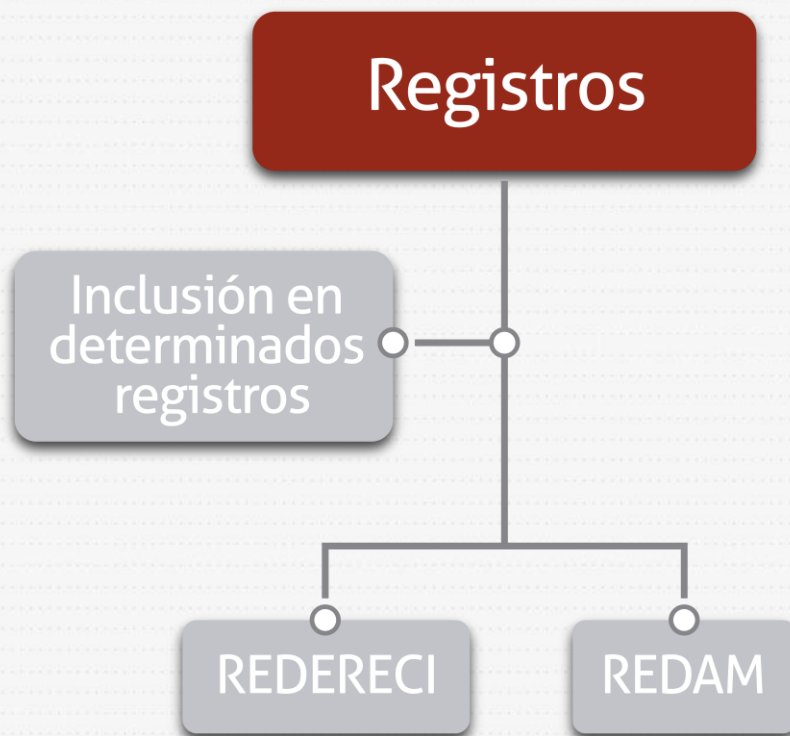 Registros
Inclusión en
determinados
registros
REDERECI
REDAM